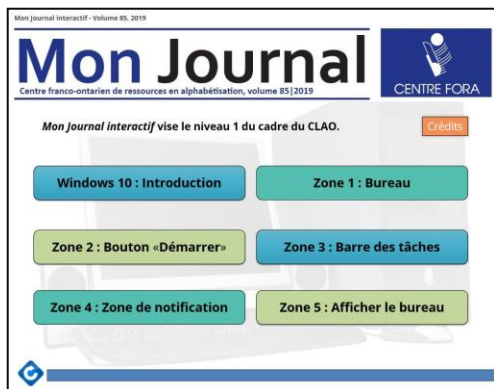 Mon Journal interactif - Volume 85, 2019
Mon Journal
Centre franco-ontarien de ressources en alphabétisation, volume 85|2019
CENTRE FORA
Mon Journal interactif vise le niveau 1 du cadre du CLAO.
Crédits
Windows 10 : Introduction
Zone 1 : Bureau
Zone 2 : Bouton «Démarrer»
Zone 3 : Barre des tâches
Zone 4 : Zone de notification
Zone 5 : Afficher le bureau